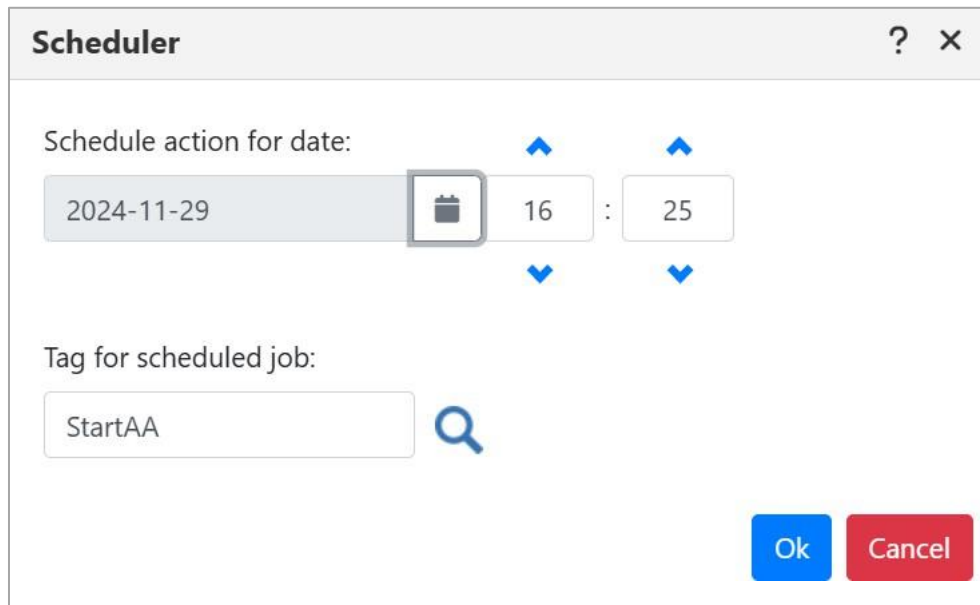 Scheduler ? ×
Schedule action for date:
2024-11-29 16 : 25
Tag for scheduled job:
StartAA
Ok Cancel